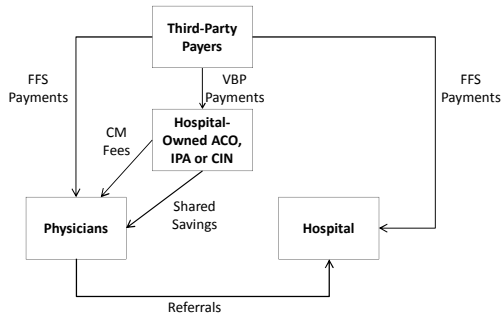 Third-Party
Payers
FFS
Payments
VBP
Payments
FFS
Payments
Hospital-
Owned ACO,
IPA or CIN
CM
Fees
Shared
Savings
Physicians
Hospital
Referrals